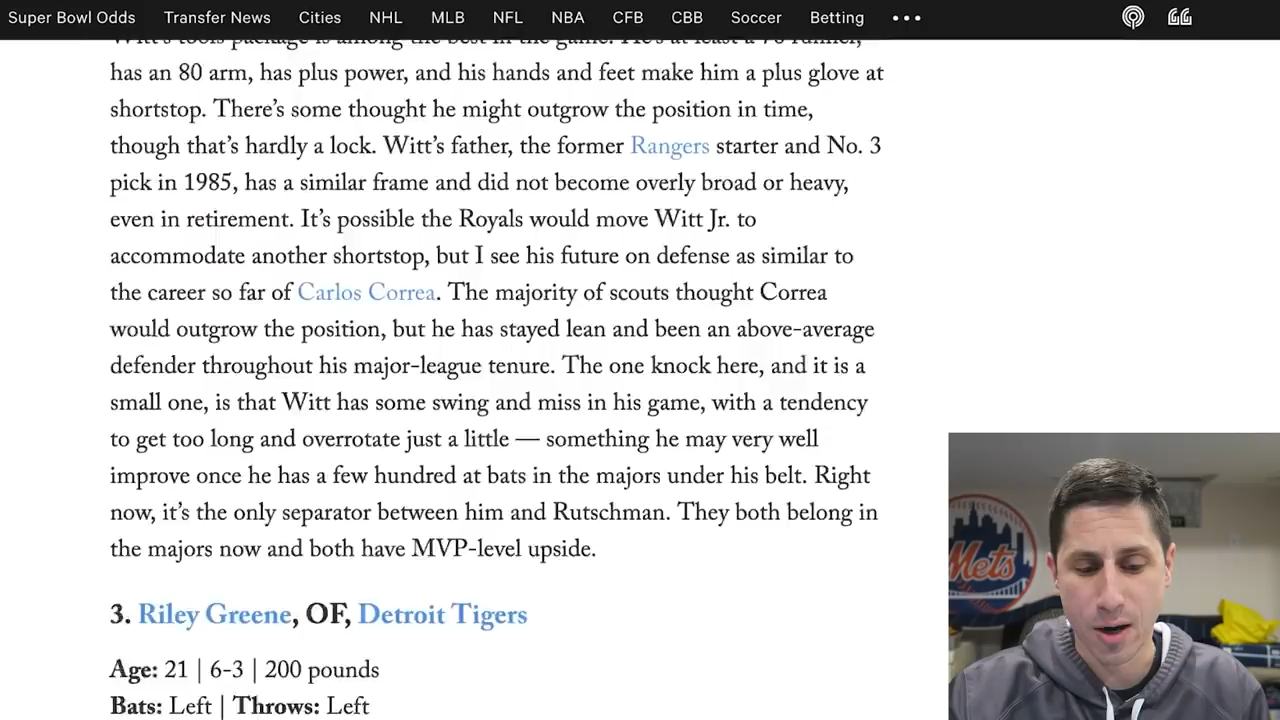 Super Bowl Odds Transfer News Cities NHL MLB NFL NBA CFB CBB Soccer Betting
Witt's tools package is among the best in the game. He's at least a 70 runner,
has an 80 arm, has plus power, and his hands and feet make him a plus glove at
shortstop. There's some thought he might outgrow the position in time,
though that's hardly a lock. Witt's father, the former Rangers starter and No. 3
pick in 1985, has a similar frame and did not become overly broad or heavy,
even in retirement. It's possible the Royals would move Witt Jr. to
accommodate another shortstop, but I see his future on defense as similar to
the career so far of Carlos Correa. The majority of scouts thought Correa
would outgrow the position, but he has stayed lean and been an above-average
defender throughout his major-league tenure. The one knock here, and it is a
small one, is that Witt has some swing and miss in his game, with a tendency
to get too long and overrotate just a little — something he may very well
improve once he has a few hundred at bats in the majors under his belt. Right
now, it's the only separator between him and Rutschman. They both belong in
the majors now and both have MVP-level upside.
3. Riley Greene, OF, Detroit Tigers
Age: 21 | 6-3 | 200 pounds
Bats: Left | Throws: Left
Mets